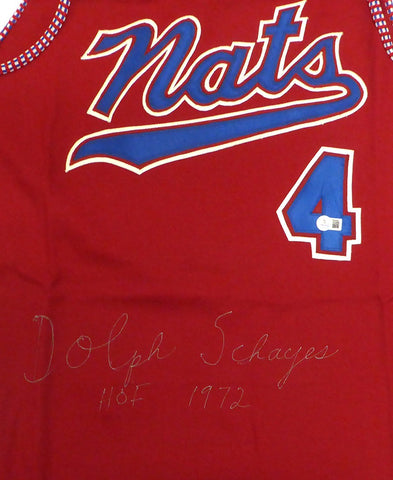 Nats
4
Dolph Schayes
HOF 1972